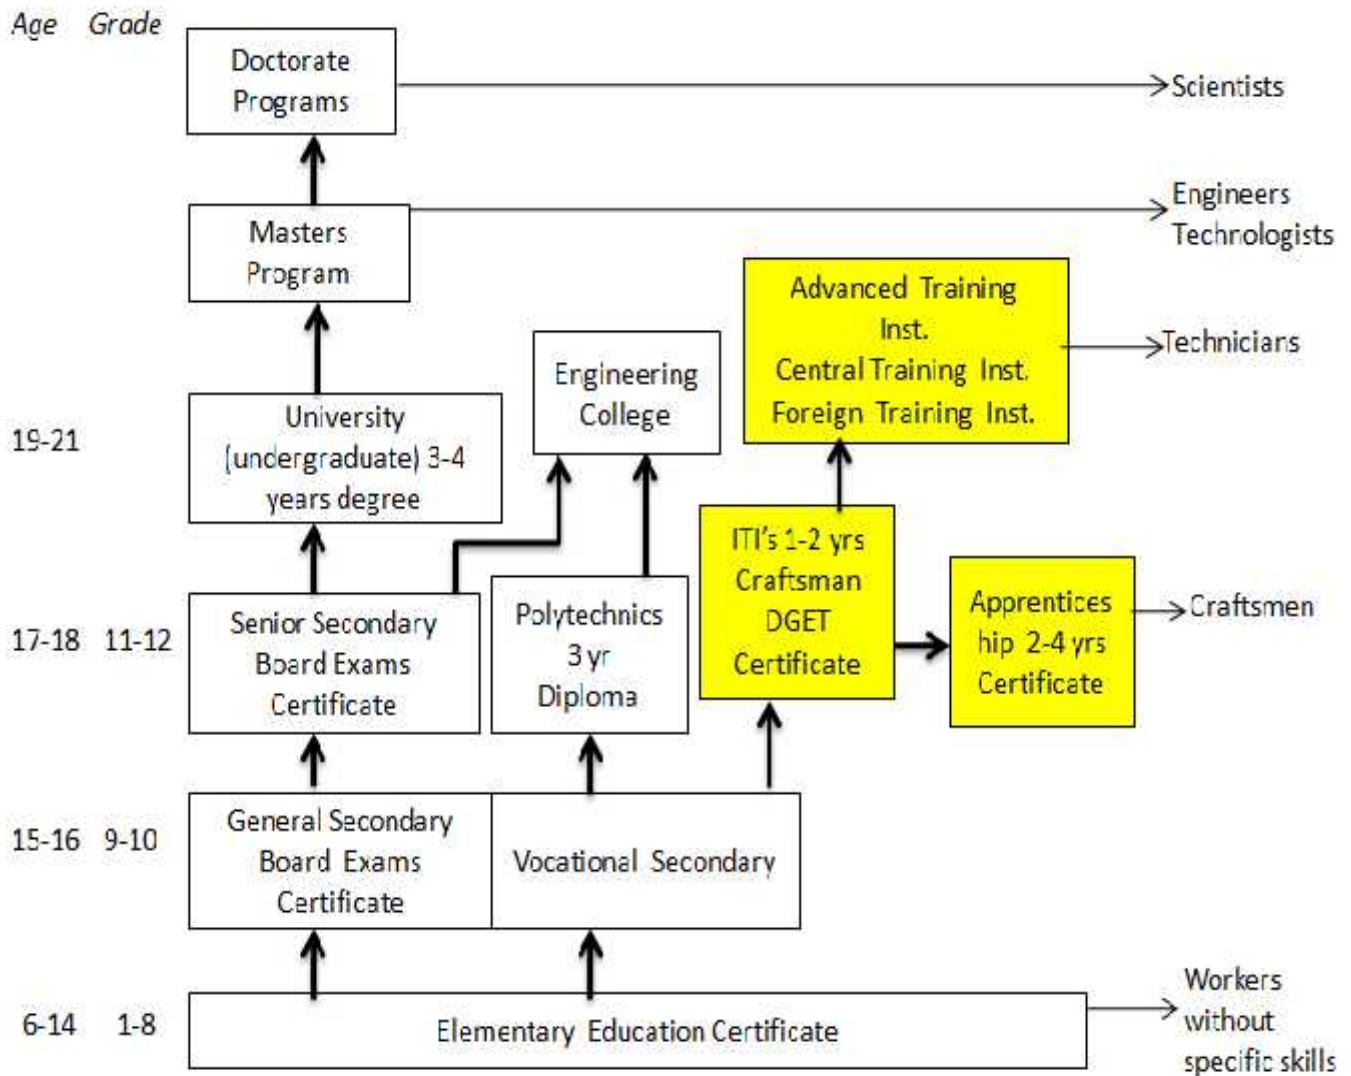 Age Grade
Doctorate
Programs
Scientists
Engineers
Technologists
Masters
Program
Advanced Training
Inst.
Central Training Inst.
Foreign Training Inst.
Technicians
Engineering
College
19-21
University
(undergraduate) 3-4
years degree
ITI's 1-2 yrs
Craftsman
DGET
Certificate
Apprentices
hip 2-4 yrs
Certificate
Craftsmen
17-18 11-12
Senior Secondary
Board Exams
Certificate
Polytechnics
3 yr
Diploma
15-16 9-10
General Secondary
Board Exams
Certificate
Vocational Secondary
Workers
without
specific skills
6-14 1-8
Elementary Education Certificate